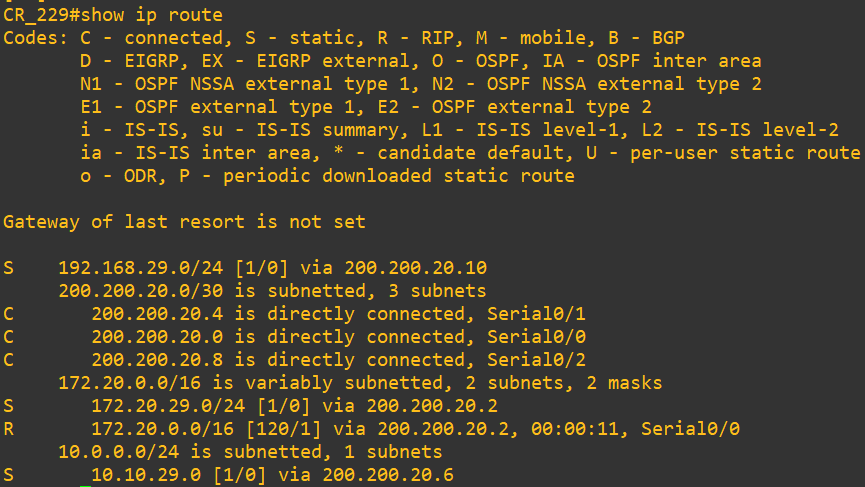 CR_229#show ip route
Codes: C - connected, S - static, R - RIP, M - mobile, B - BGP
       D - EIGRP, EX - EIGRP external, O - OSPF, IA - OSPF inter area
       N1 - OSPF NSSA external type 1, N2 - OSPF NSSA external type 2
       E1 - OSPF external type 1, E2 - OSPF external type 2
       i - IS-IS, su - IS-IS summary, L1 - IS-IS level-1, L2 - IS-IS level-2
       ia - IS-IS inter area, * - candidate default, U - per-user static route
       o - ODR, P - periodic downloaded static route

Gateway of last resort is not set

S    192.168.29.0/24 [1/0] via 200.200.20.10
     200.200.20.0/30 is subnetted, 3 subnets
C       200.200.20.4 is directly connected, Serial0/1
C       200.200.20.0 is directly connected, Serial0/0
C       200.200.20.8 is directly connected, Serial0/2
     172.20.0.0/16 is variably subnetted, 2 subnets, 2 masks
S       172.20.29.0/24 [1/0] via 200.200.20.2
R       172.20.0.0/16 [120/1] via 200.200.20.2, 00:00:11, Serial0/0
     10.0.0.0/24 is subnetted, 1 subnets
S       10.10.29.0 [1/0] via 200.200.20.6